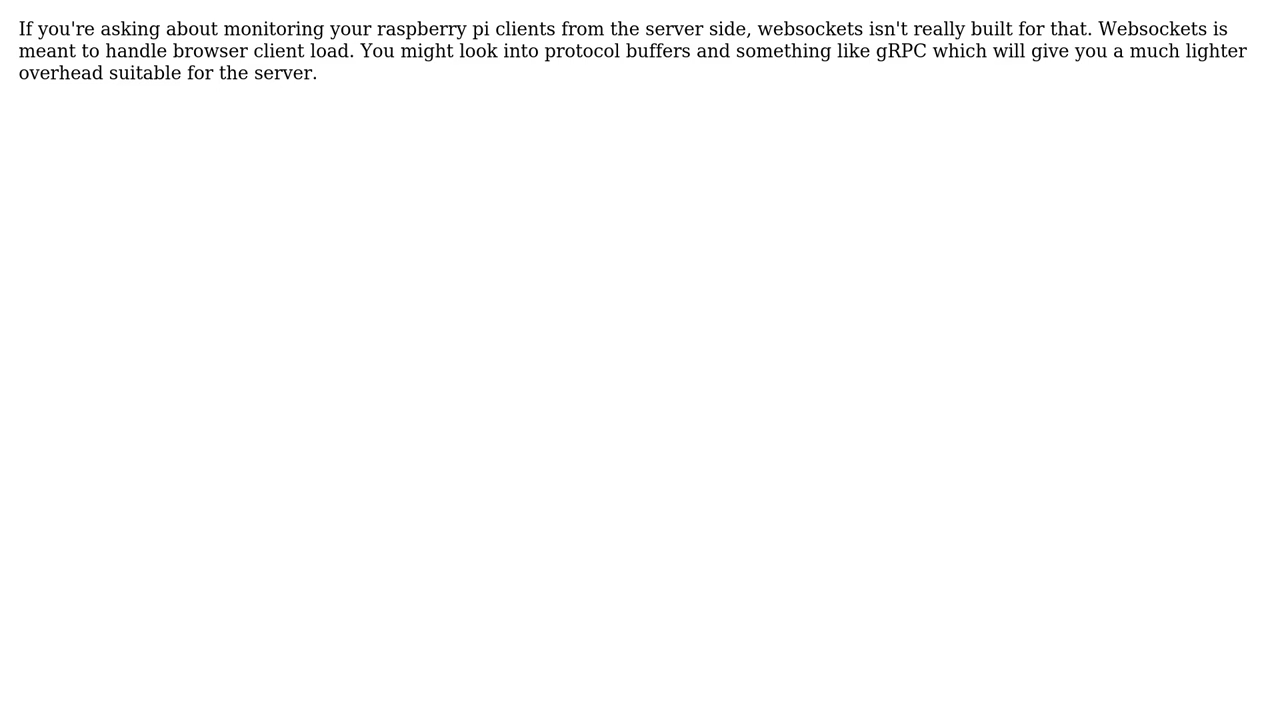 If you're asking about monitoring your raspberry pi clients from the server side, websockets isn't really built for that. Websockets is
meant to handle browser client load. You might look into protocol buffers and something like gRPC which will give you a much lighter
overhead suitable for the server.